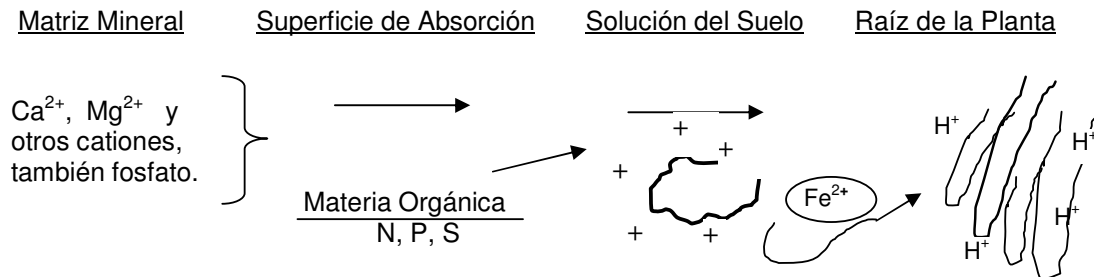 Matriz Mineral
Superficie de Absorción
Solución del Suelo
Raíz de la Planta
Ca²⁺, Mg²⁺ y
otros cationes,
también fosfato.
Materia Orgánica
N, P, S
+
+
+
+
+
Fe²⁺
H⁺
H⁺
H⁺
H⁺